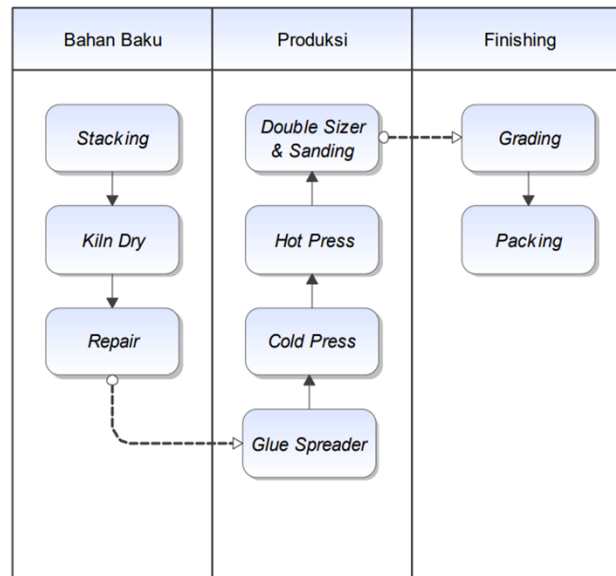 Bahan Baku
Produksi
Finishing
Stacking
Kiln Dry
Repair
Double Sizer
& Sanding
Hot Press
Cold Press
Glue Spreader
Grading
Packing